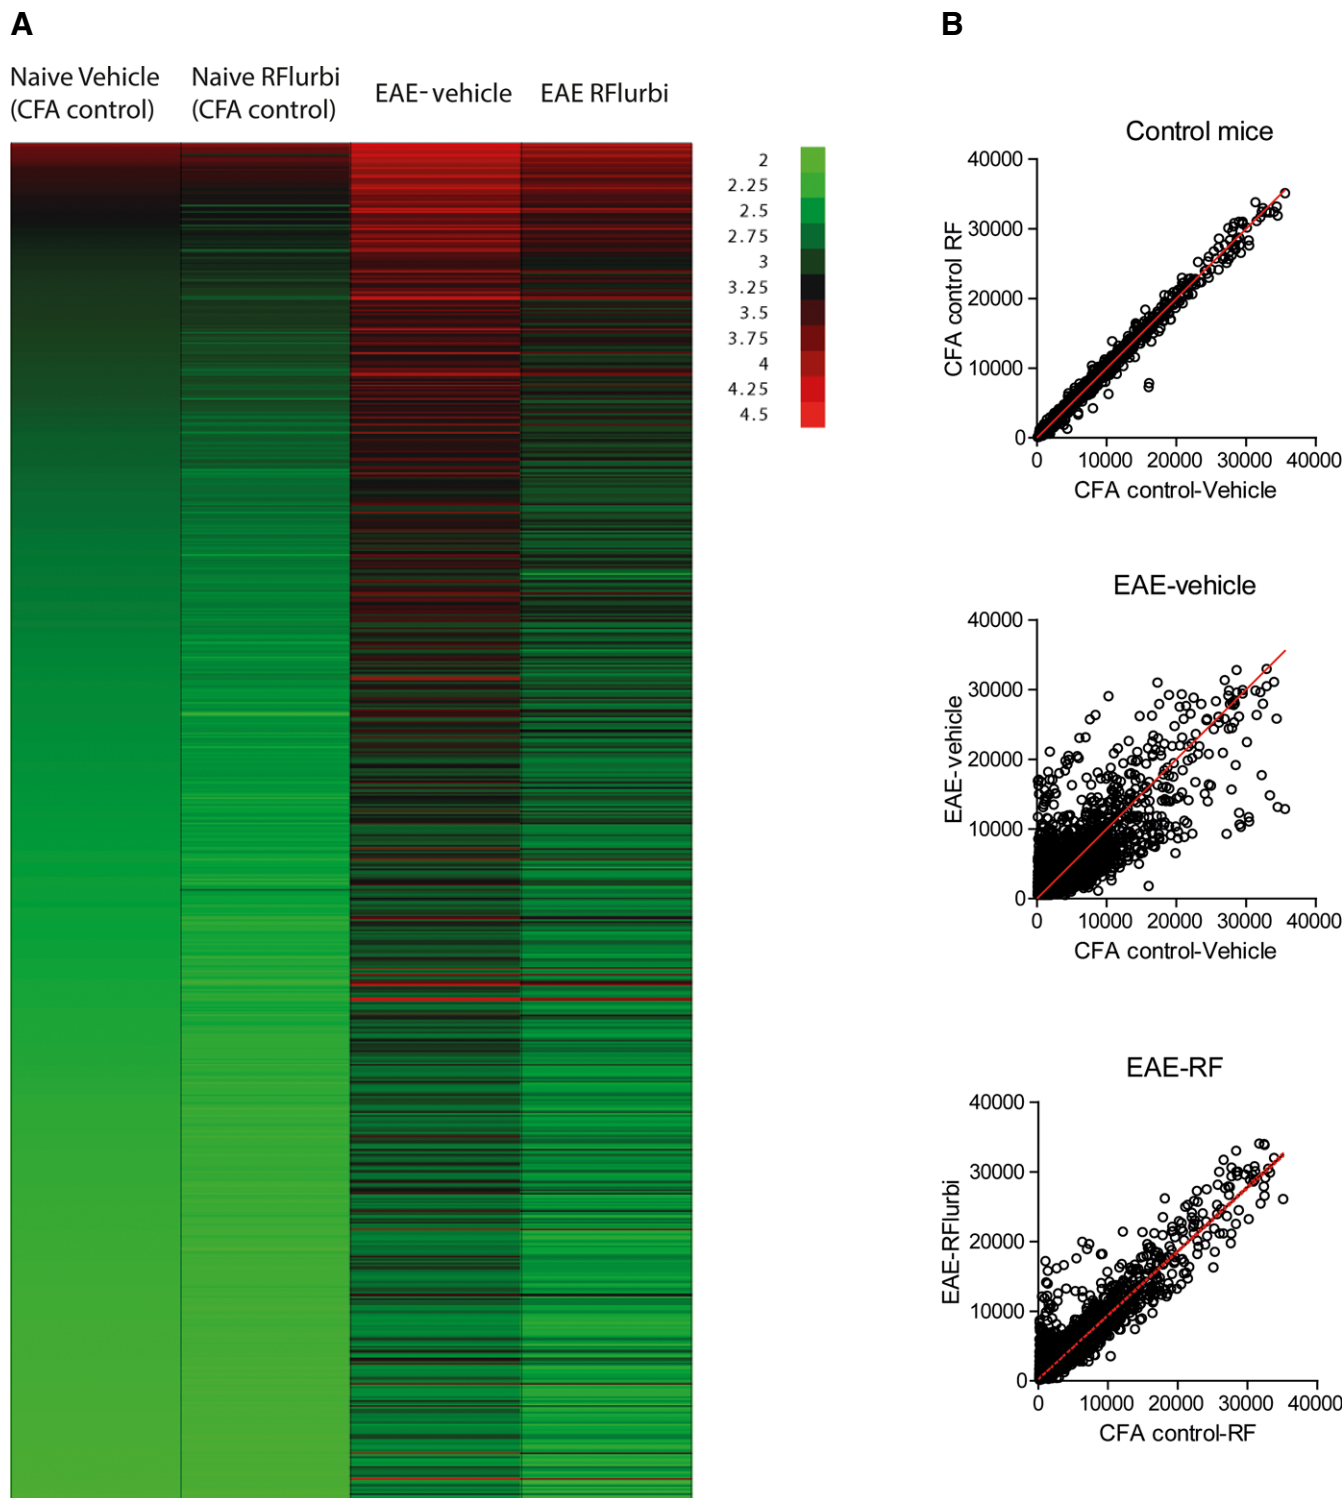 A
B
Naive Vehicle
(CFA control)
Naive RFlurbi
(CFA control)
EAE- vehicle
EAE RFlurbi
2
2.25
2.5
2.75
3
3.25
3.5
3.75
4
4.25
4.5
Control mice
CFA control RF
40000
30000
20000
10000
0
0 10000 20000 30000 40000
CFA control-Vehicle
EAE-vehicle
EAE-vehicle
40000
30000
20000
10000
0
0 10000 20000 30000 40000
CFA control-Vehicle
EAE-RF
EAE-RFlurbi
40000
30000
20000
10000
0
0 10000 20000 30000 40000
CFA control-RF